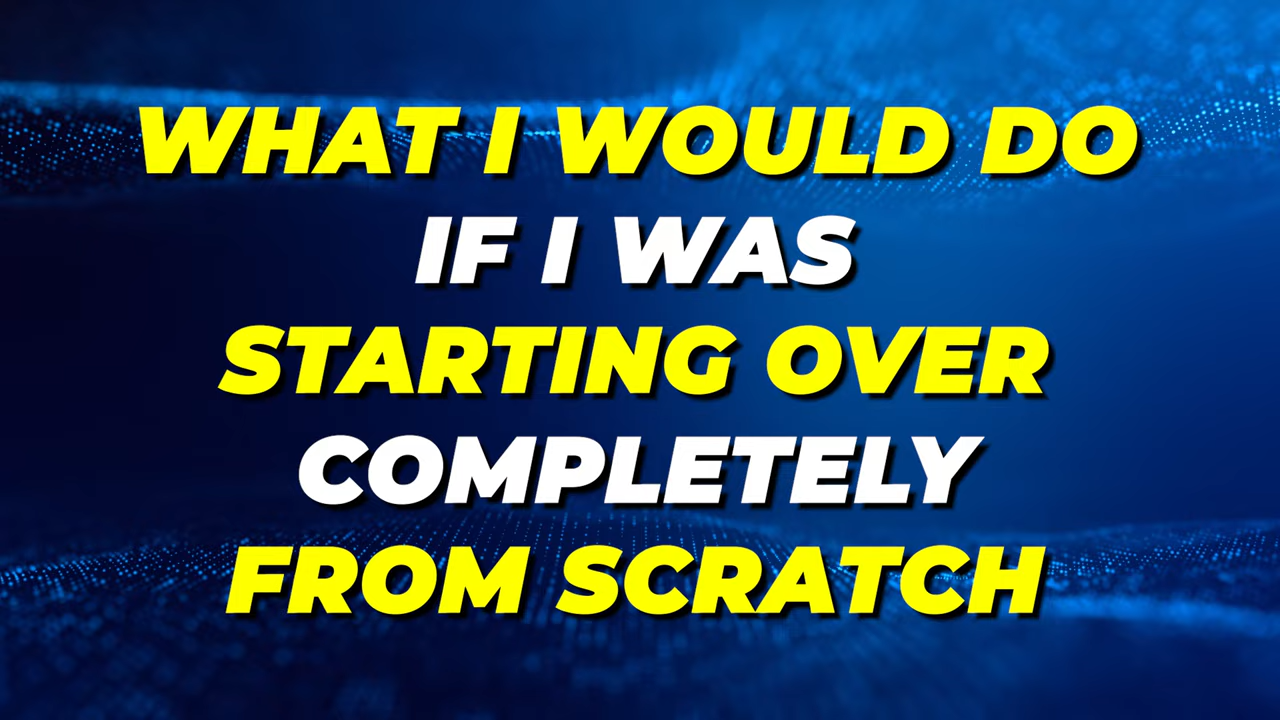 WHAT I WOULD DO
IF I WAS
STARTING OVER
COMPLETELY
FROM SCRATCH